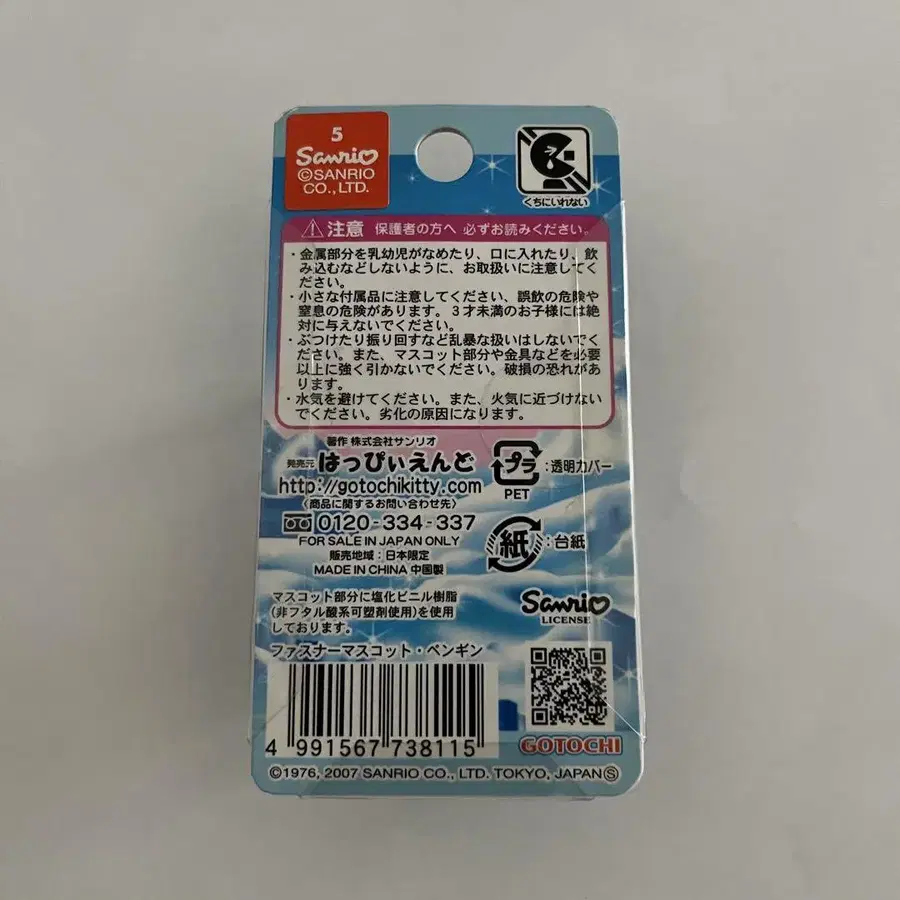 5
Sanrio
©SANRIO
CO.,LTD.
くちにいれない
注意 保護者の方へ 必ずお読みください。
・金属部分を乳幼児がなめたり、口に入れたり、飲
み込むなどしないように、お取扱いに注意してく
ださい。
・小さな付属品に注意してください、誤飲の危険や
窒息の危険があります。3才未満のお子様には絶
対に与えないでください。
・ぶつけたり振り回すなど乱暴な扱いはしないでくだ
さい。また、マスコット部分や金具などを必要
以上に強く引かないでください。破損の恐れがあ
ります。
・水気を避けてください。また、火気に近づけない
でください。劣化の原因になります。
著作 株式会社サンリオ
発売元 はっぴぃえんど
http://gotochikitty.com
〈商品に関するお問い合わせ先〉
0120-334-337
FOR SALE IN JAPAN ONLY
販売地域:日本限定
MADE IN CHINA 中国製
プラ :透明カバー
PET
紙 :台紙
マスコット部分に塩化ビニル樹脂
(非フタル酸系可塑剤使用)を使用
しております。
Sanrio
LICENSE
ファスナーマスコット・ペンギン
4 991567 738115
GOTOCHI
©1976, 2007 SANRIO CO., LTD. TOKYO, JAPAN Ⓢ